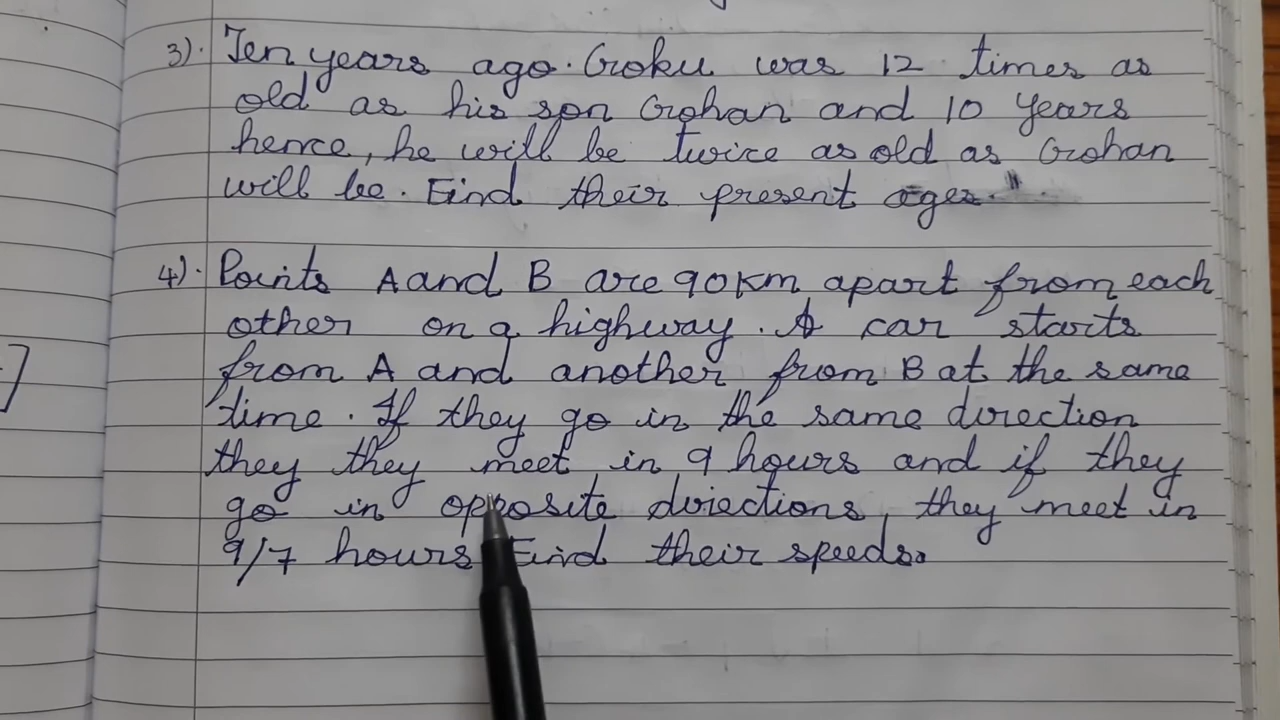 3). Ten years ago. Goku was 12 times as
old as his son Gohan and 10 years
hence, he will be twice as old as Gohan
will be. Find their present ages.
4). Points A and B are 90 km apart from each
other on a highway. A car starts
from A and another from B at the same
time. If they go in the same direction
they they meet in 9 hours and if they
go in opposite directions, they meet in
9/7 hours Find their speeds.
]